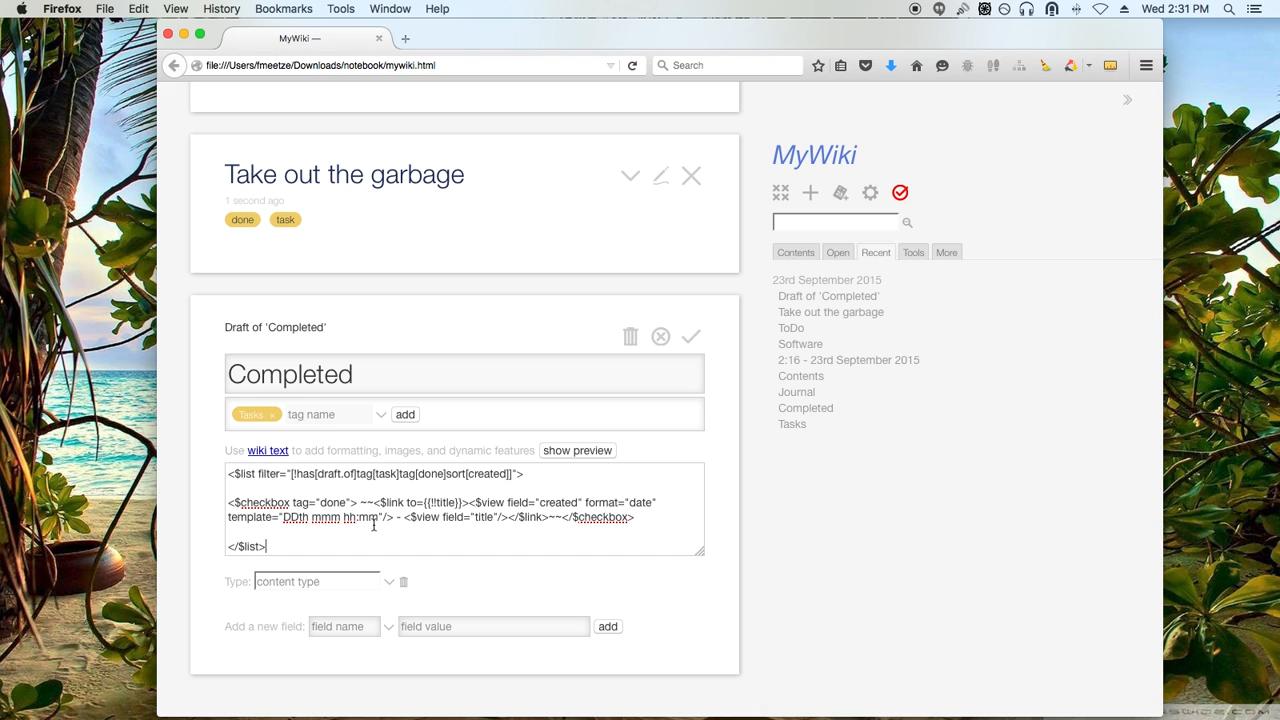 Firefox File Edit View History Bookmarks Tools Window Help Wed 2:31 PM
MyWiki —
file:///Users/fmeetze/Downloads/notebook/mywiki.html Search
Take out the garbage
1 second ago
done task
Draft of 'Completed'
Completed
Tasks × tag name add
Use wiki text to add formatting, images, and dynamic features show preview
<$list filter="[!has[draft.of]tag[task]tag[done]sort[created]]">
<$checkbox tag="done"> ~~<$link to={{!!title}}><$view field="created" format="date"
template="DDth mmm hh:mm"/> - <$view field="title"/></$link>~~</$checkbox>
</$list>
Type: content type
Add a new field: field name field value add
MyWiki
Contents Open Recent Tools More
23rd September 2015
Draft of 'Completed'
Take out the garbage
ToDo
Software
2:16 - 23rd September 2015
Contents
Journal
Completed
Tasks